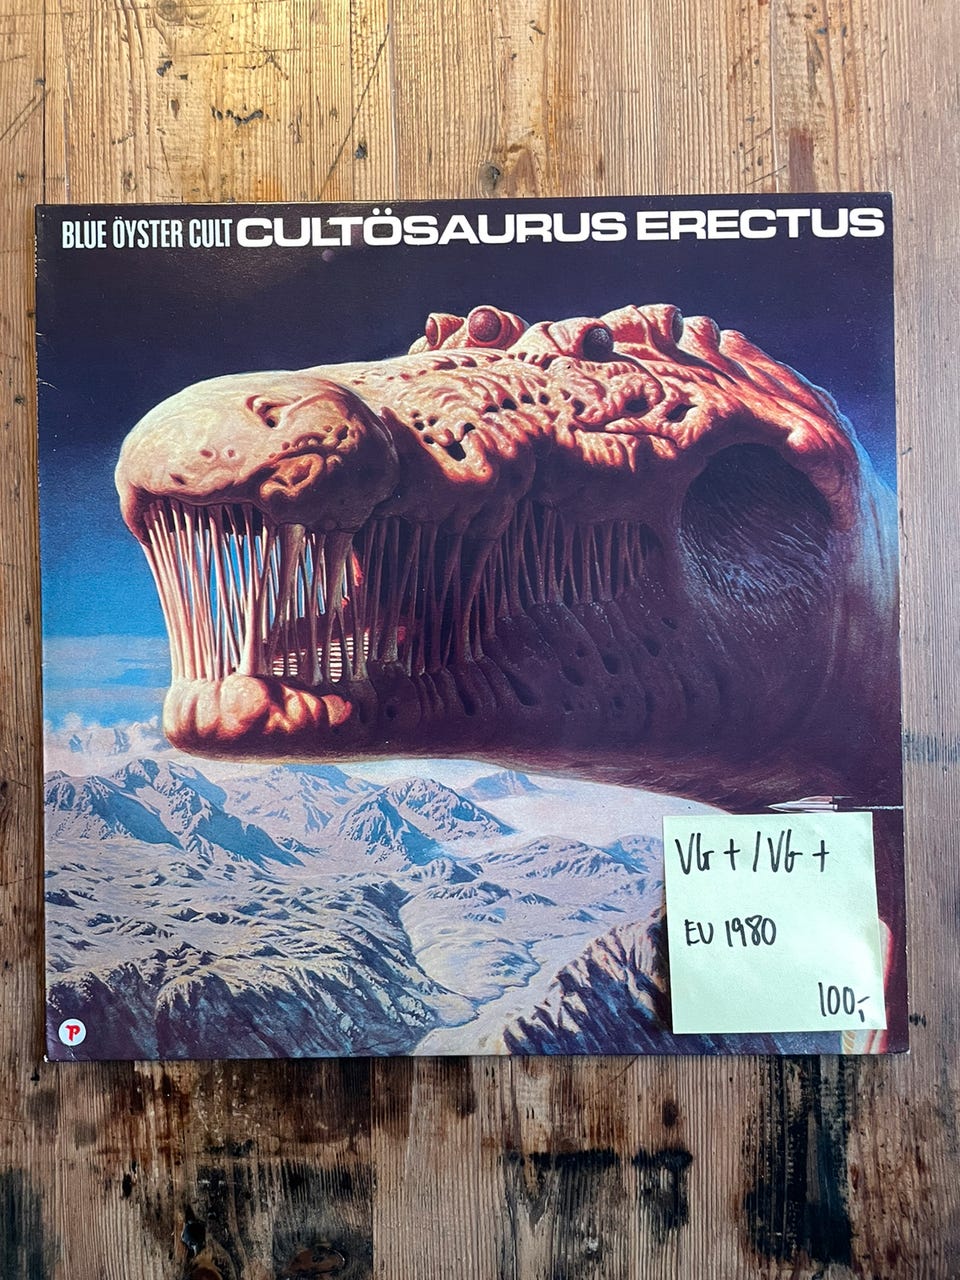 BLUE ÖYSTER CULT CULTÖSAURUS ERECTUS
VG + / VG +
EU 1980
100,-
P